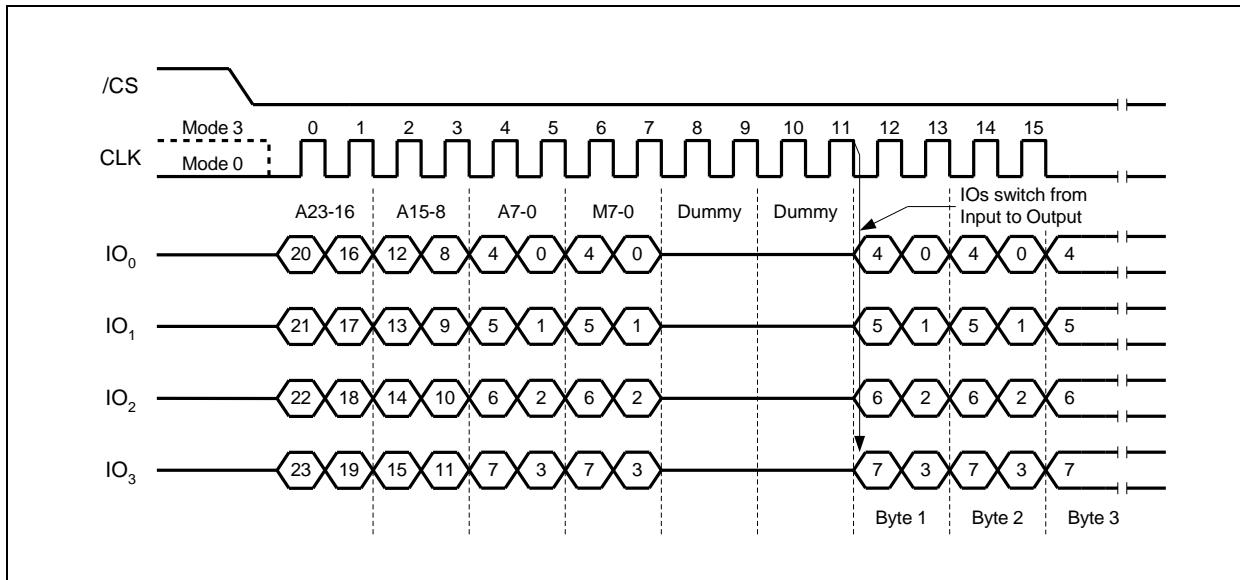 /CS
Mode 3 0 1 2 3 4 5 6 7 8 9 10 11 12 13 14 15
CLK
Mode 0
IOs switch from
A23-16 A15-8 A7-0 M7-0 Dummy Dummy
Input to Output
IO0 20 16 12 8 4 0 4 0 4 0 4 0 4
IO1 21 17 13 9 5 1 5 1 5 1 5 1 5
IO2 22 18 14 10 6 2 6 2 6 2 6 2 6
IO3 23 19 15 11 7 3 7 3 7 3 7 3 7
Byte 1 Byte 2 Byte 3